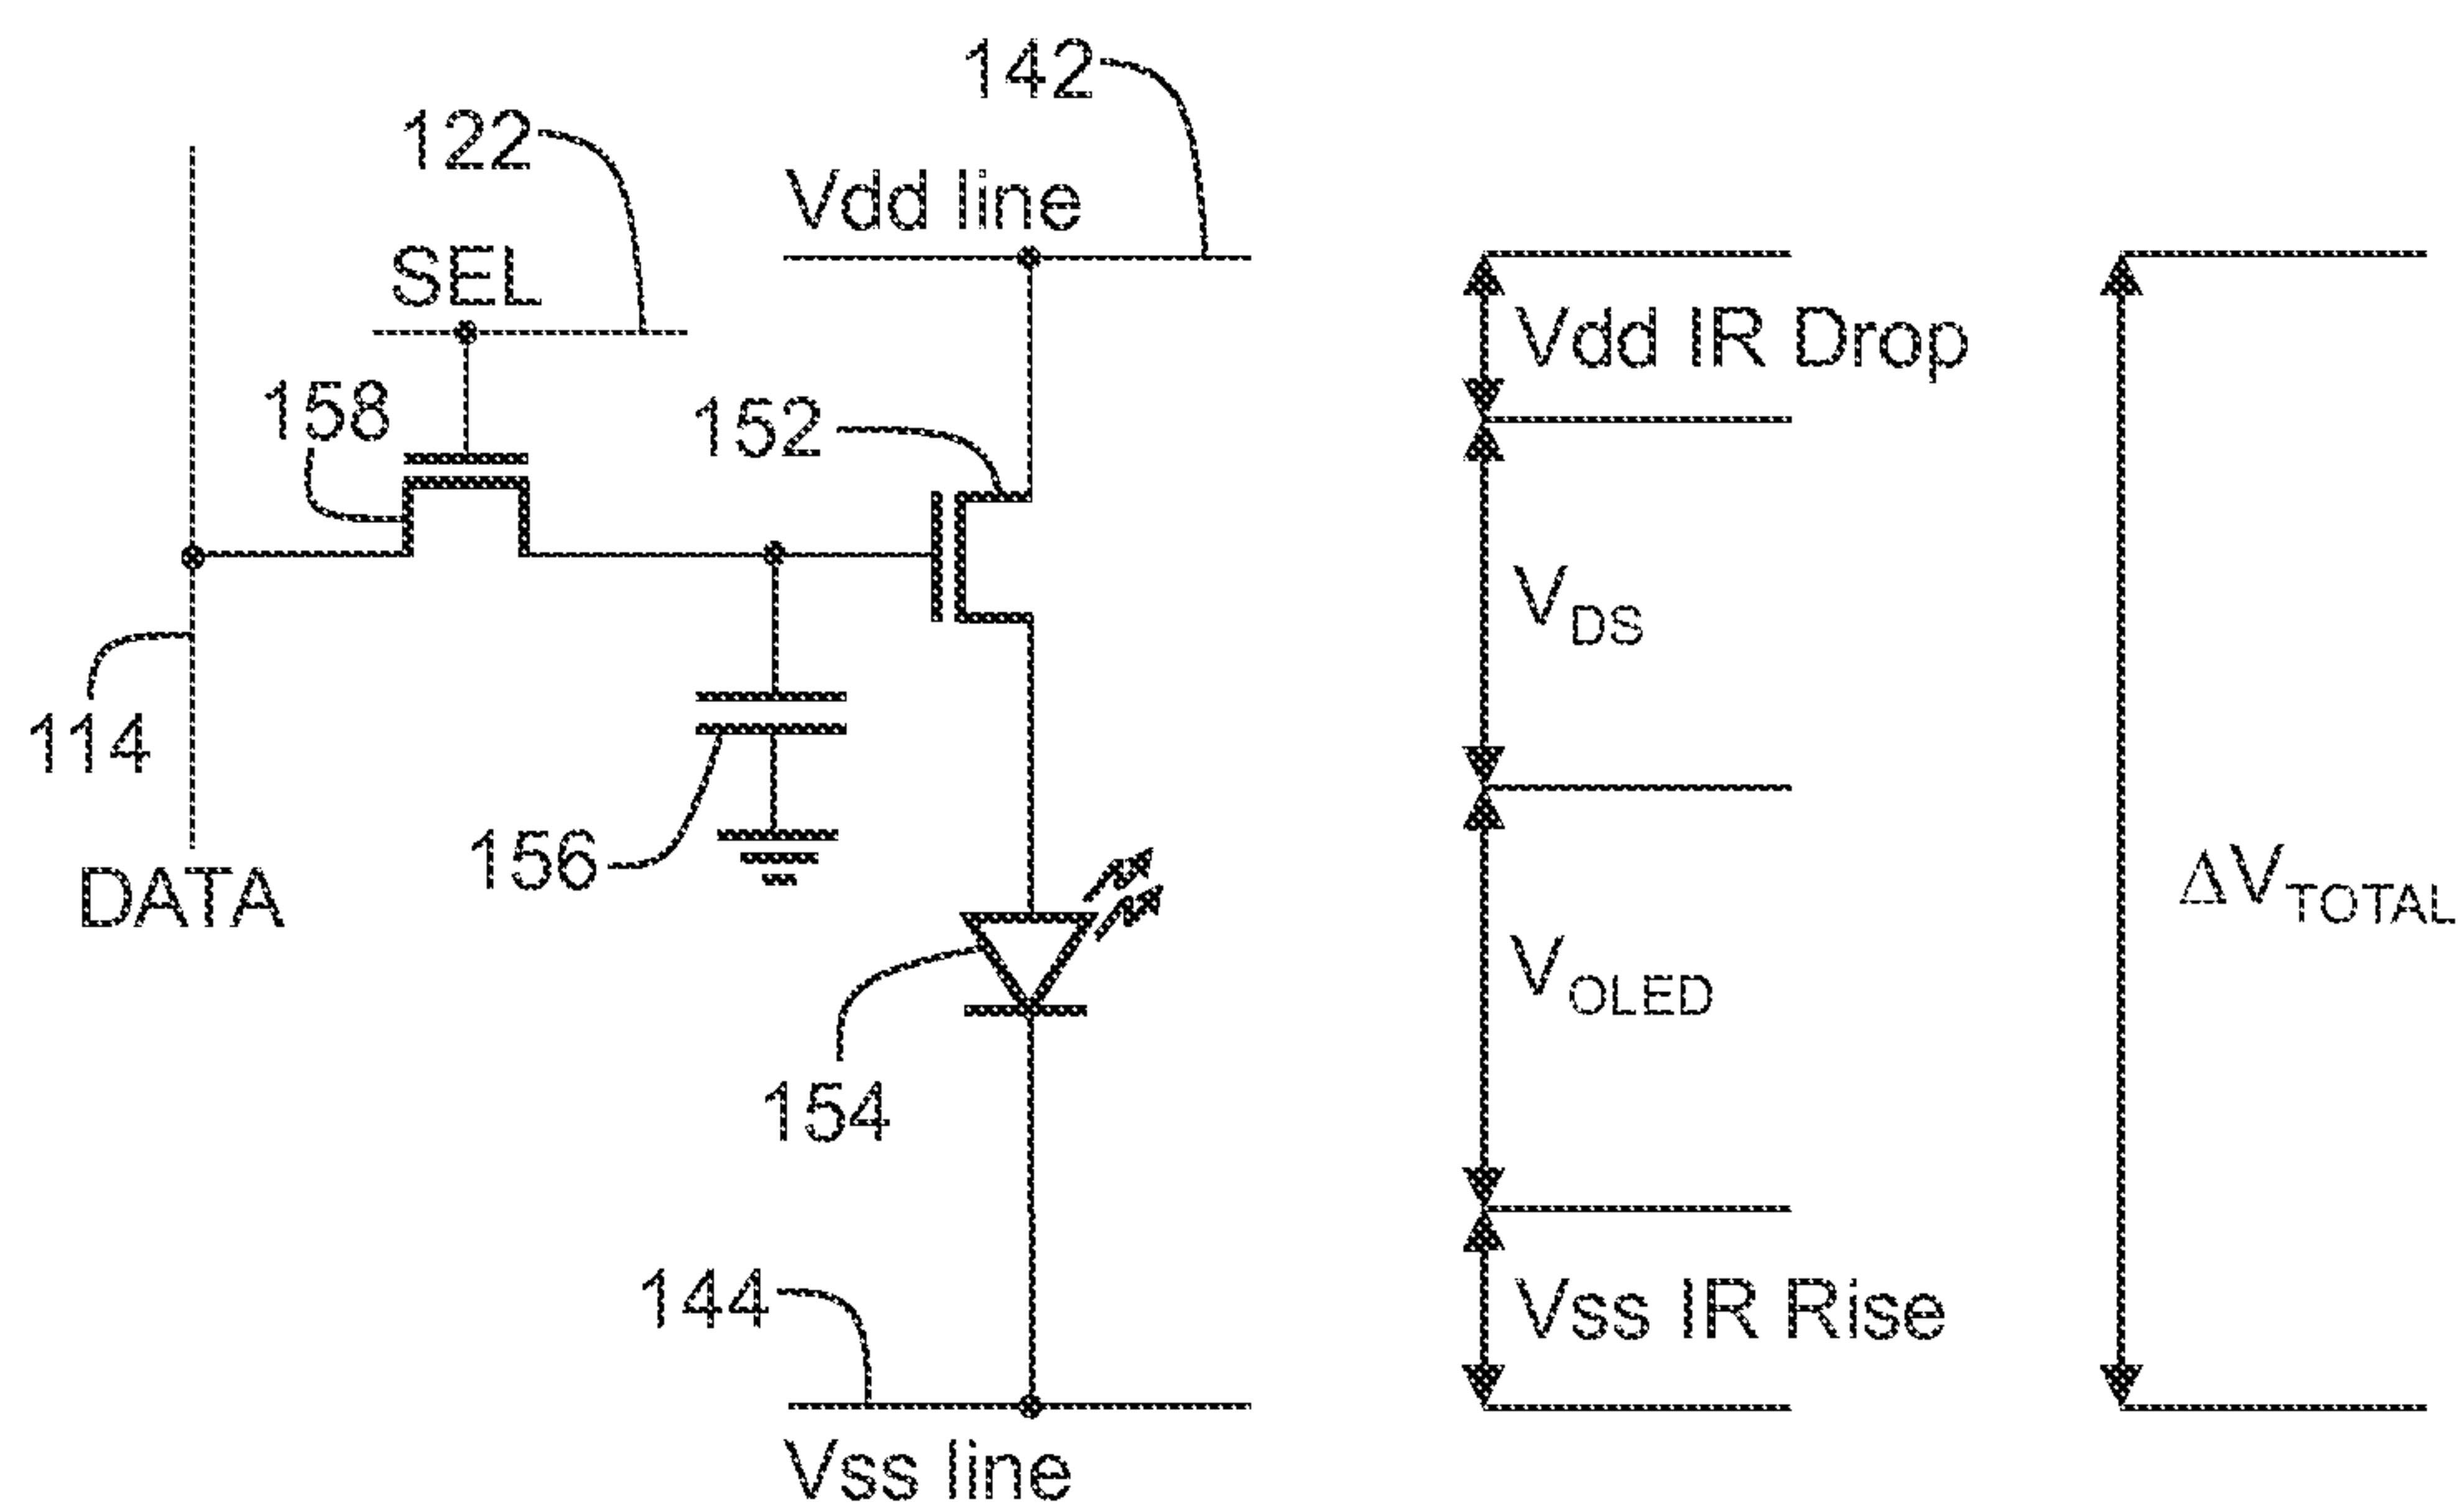 142
122
Vdd line
SEL
Vdd IR Drop
158
152
V_DS
114
156
DATA
ΔV_TOTAL
V_OLED
154
144
Vss IR Rise
Vss line